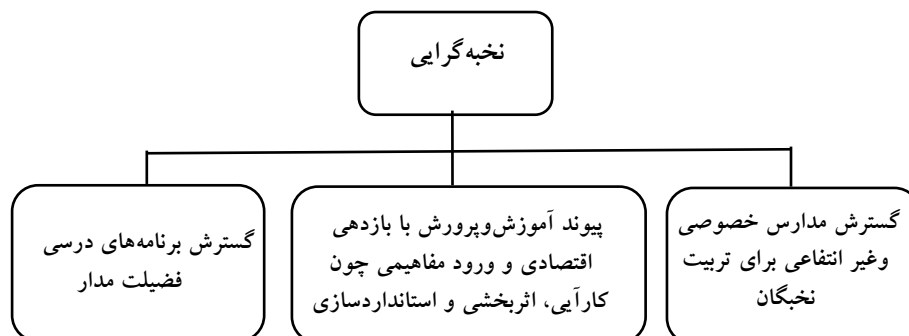 نخبه‌گرایی
گسترش مدارس خصوصی
وغیر انتفاعی برای تربیت
نخبگان
پیوند آموزش‌وپرورش با بازدهی
اقتصادی و ورود مفاهیمی چون
کارآیی، اثربخشی و استانداردسازی
گسترش برنامه‌های درسی
فضیلت مدار